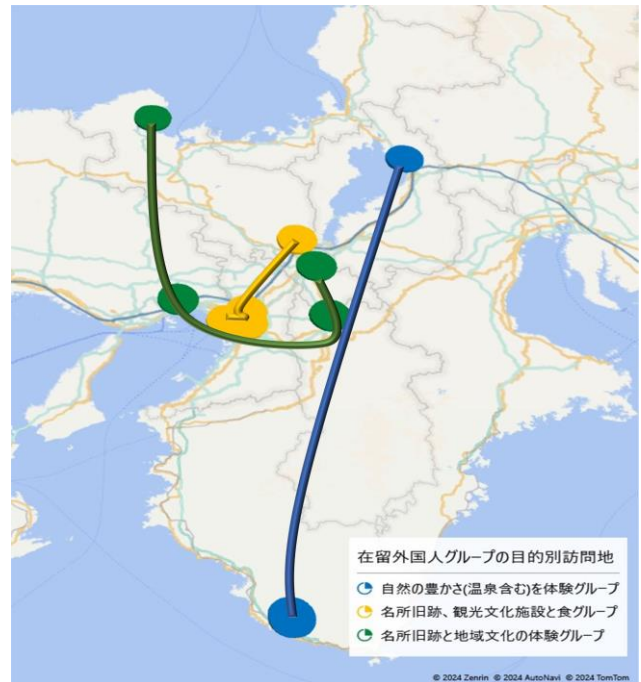 在留外国人グループの目的別訪問地
自然の豊かさ(温泉含む)を体験グループ
名所旧跡、観光文化施設と食グループ
名所旧跡と地域文化の体験グループ
© 2024 Zenrin © 2024 AutoNavi © 2024 TomTom